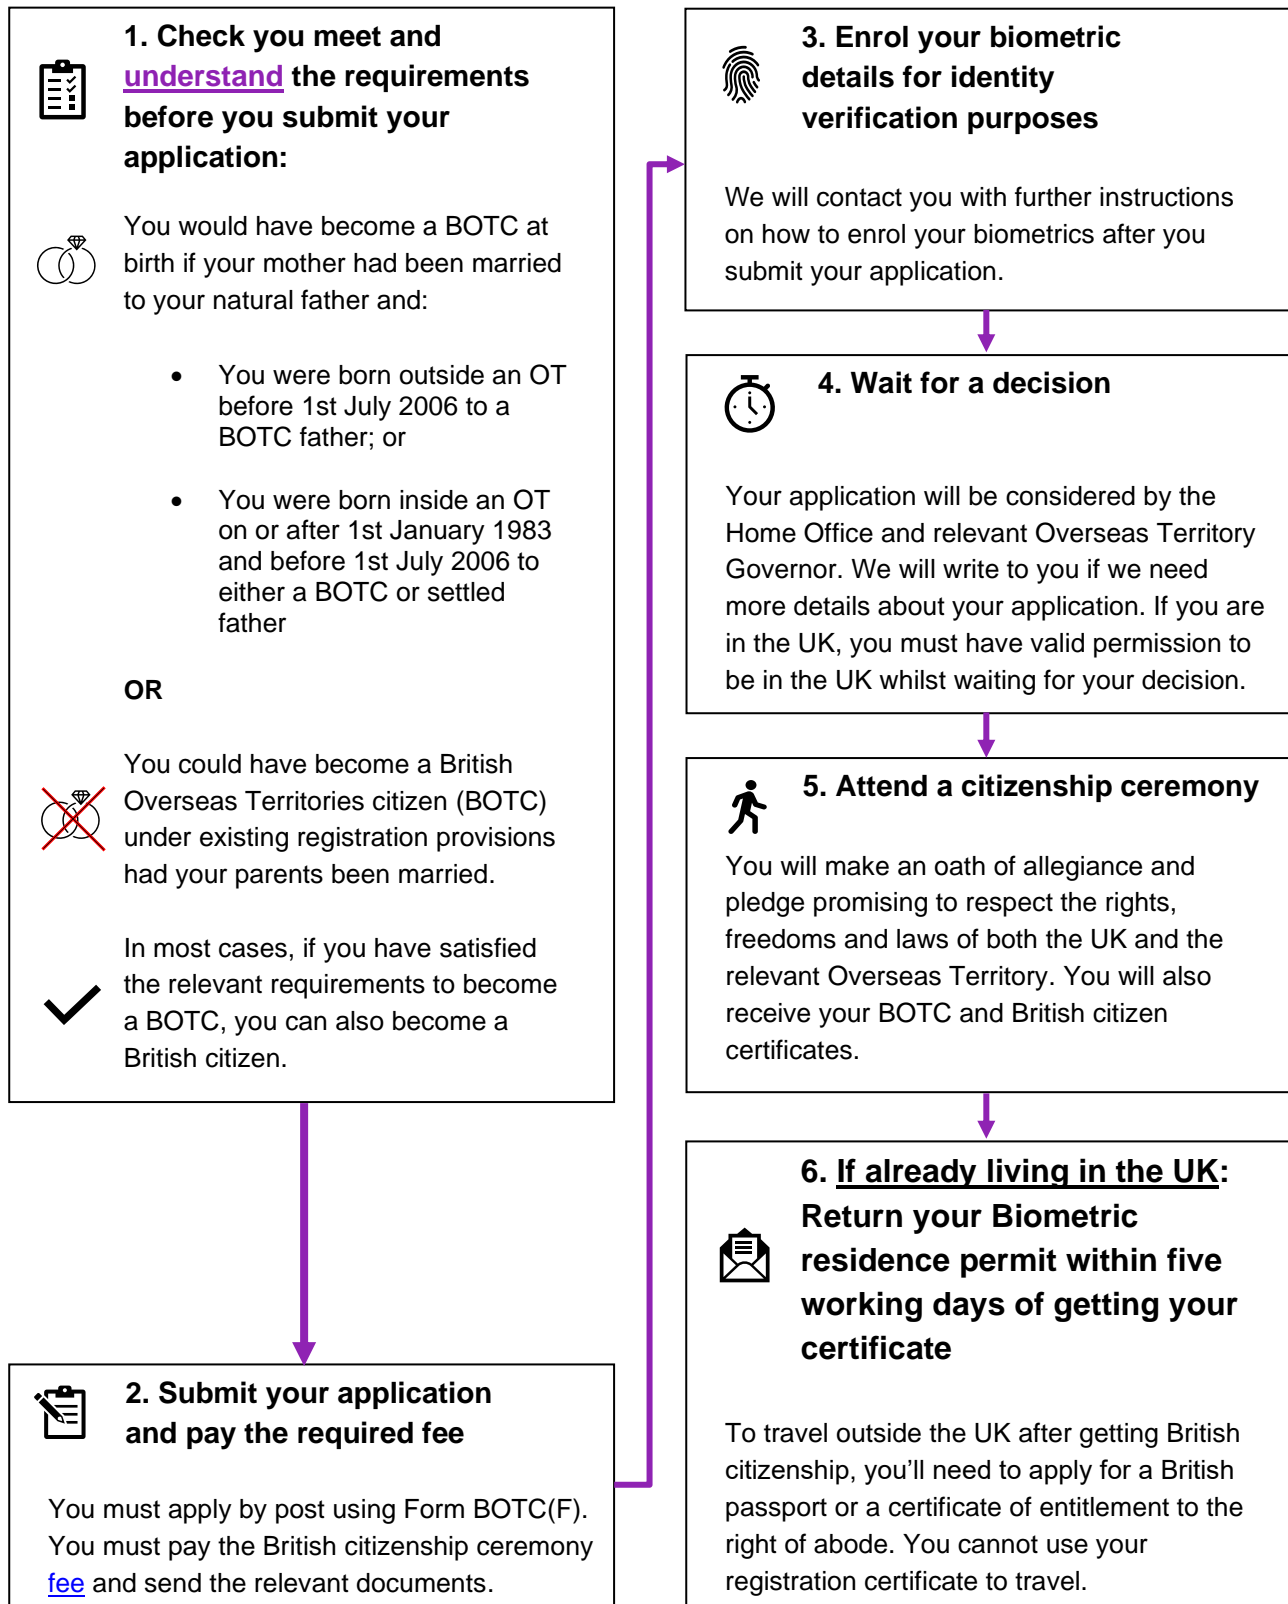 1. Check you meet and
understand the requirements
before you submit your
application:
You would have become a BOTC at
birth if your mother had been married
to your natural father and:
• You were born outside an OT
before 1st July 2006 to a
BOTC father; or
• You were born inside an OT
on or after 1st January 1983
and before 1st July 2006 to
either a BOTC or settled
father
OR
You could have become a British
Overseas Territories citizen (BOTC)
under existing registration provisions
had your parents been married.
In most cases, if you have satisfied
the relevant requirements to become
a BOTC, you can also become a
British citizen.
2. Submit your application
and pay the required fee
You must apply by post using Form BOTC(F).
You must pay the British citizenship ceremony
fee and send the relevant documents.
3. Enrol your biometric
details for identity
verification purposes
We will contact you with further instructions
on how to enrol your biometrics after you
submit your application.
4. Wait for a decision
Your application will be considered by the
Home Office and relevant Overseas Territory
Governor. We will write to you if we need
more details about your application. If you are
in the UK, you must have valid permission to
be in the UK whilst waiting for your decision.
5. Attend a citizenship ceremony
You will make an oath of allegiance and
pledge promising to respect the rights,
freedoms and laws of both the UK and the
relevant Overseas Territory. You will also
receive your BOTC and British citizen
certificates.
6. If already living in the UK:
Return your Biometric
residence permit within five
working days of getting your
certificate
To travel outside the UK after getting British
citizenship, you’ll need to apply for a British
passport or a certificate of entitlement to the
right of abode. You cannot use your
registration certificate to travel.